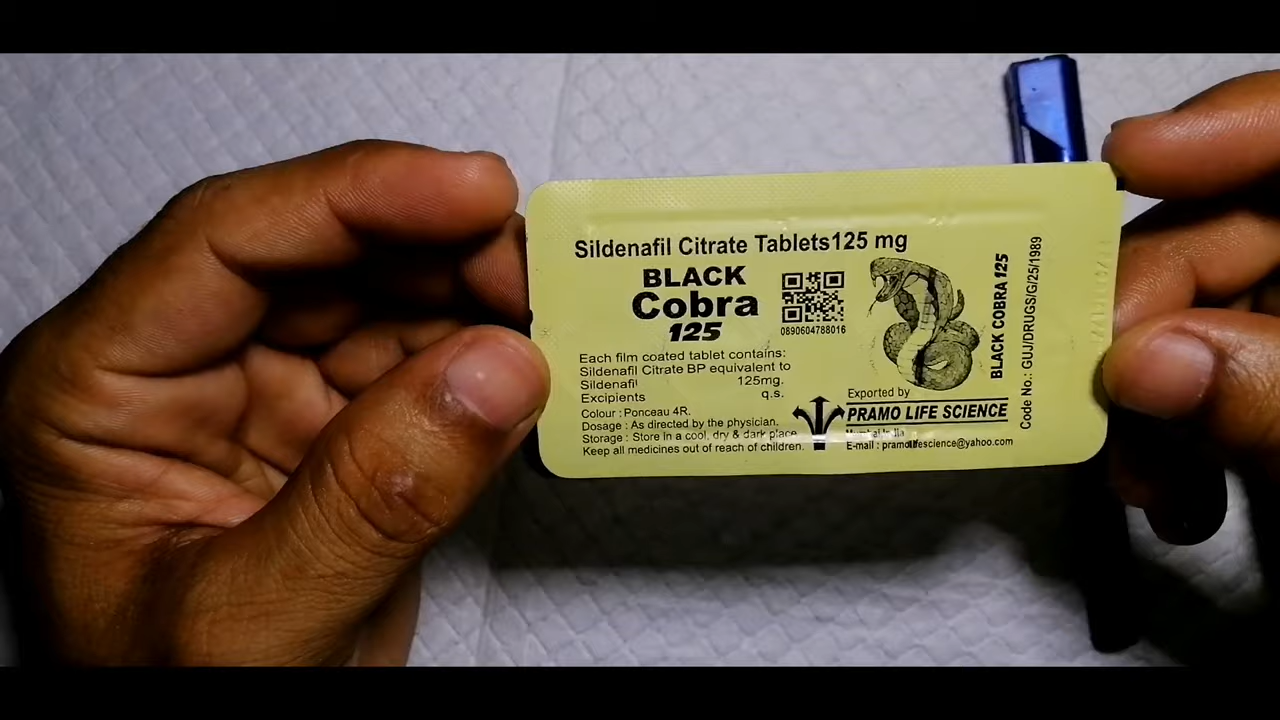 Sildenafil Citrate Tablets125 mg
BLACK
Cobra
125
0890604788016
Each film coated tablet contains:
Sildenafil Citrate BP equivalent to
Sildenafil 125mg.
Excipients q.s.
Colour : Ponceau 4R.
Dosage : As directed by the physician.
Storage : Store in a cool, dry & dark place
Keep all medicines out of reach of children.
Exported by
PRAMO LIFE SCIENCE
India
E-mail : pramolifescience@yahoo.com
BLACK COBRA 125
Code No.: GUJ/DRUGS/G/25/1989